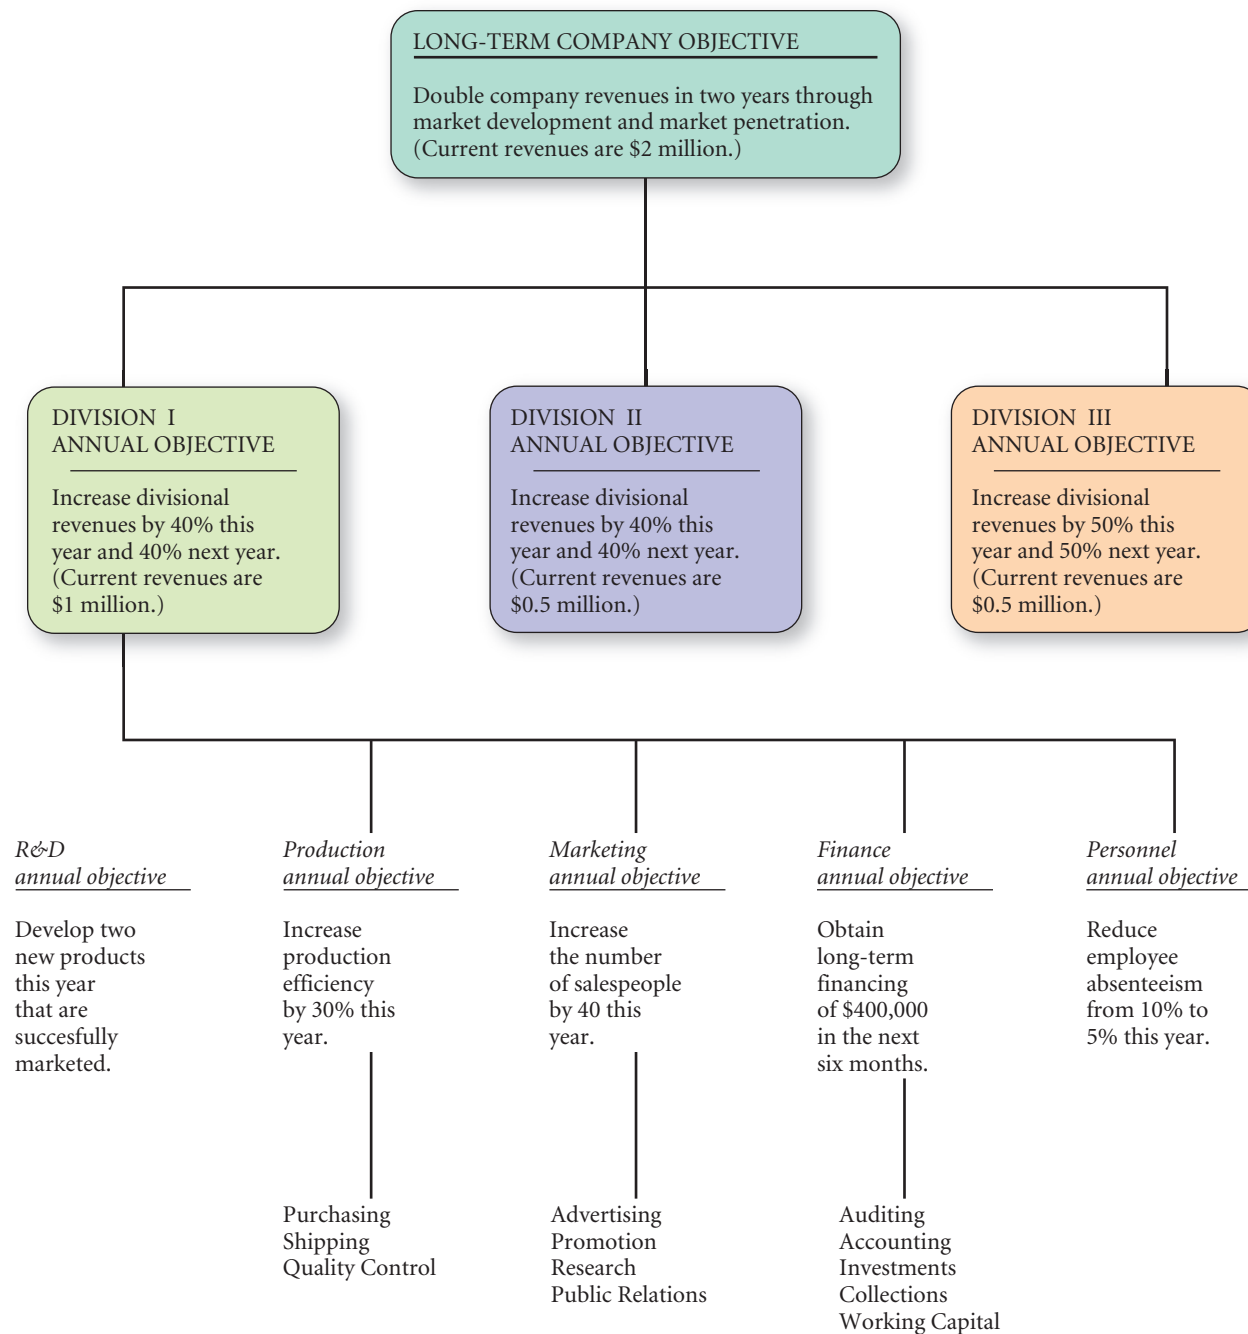 LONG-TERM COMPANY OBJECTIVE
Double company revenues in two years through
market development and market penetration.
(Current revenues are $2 million.)
DIVISION I
ANNUAL OBJECTIVE
Increase divisional
revenues by 40% this
year and 40% next year.
(Current revenues are
$1 million.)
DIVISION II
ANNUAL OBJECTIVE
Increase divisional
revenues by 40% this
year and 40% next year.
(Current revenues are
$0.5 million.)
DIVISION III
ANNUAL OBJECTIVE
Increase divisional
revenues by 50% this
year and 50% next year.
(Current revenues are
$0.5 million.)
R&D
annual objective
Develop two
new products
this year
that are
succesfully
marketed.
Production
annual objective
Increase
production
efficiency
by 30% this
year.
Purchasing
Shipping
Quality Control
Marketing
annual objective
Increase
the number
of salespeople
by 40 this
year.
Advertising
Promotion
Research
Public Relations
Finance
annual objective
Obtain
long-term
financing
of $400,000
in the next
six months.
Auditing
Accounting
Investments
Collections
Working Capital
Personnel
annual objective
Reduce
employee
absenteeism
from 10% to
5% this year.